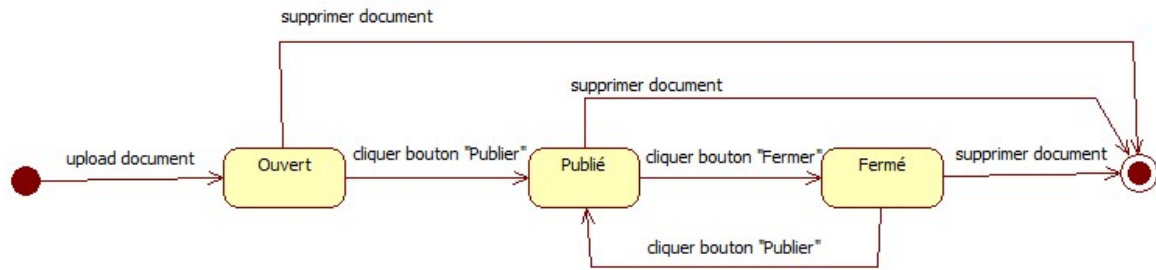 supprimer document
supprimer document
upload document
Ouvert
cliquer bouton "Publier"
Publié
cliquer bouton "Fermer"
Fermé
supprimer document
cliquer bouton "Publier"